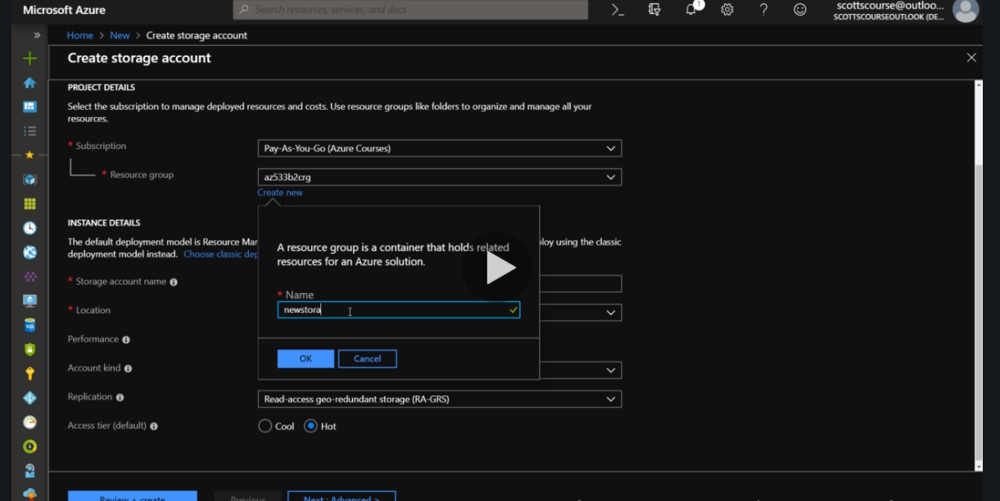 Microsoft Azure
Search resources, services, and docs
1
scottscourse@outloo...
SCOTTSCOURSEOUTLOOK (DE...
Home > New > Create storage account
Create storage account
PROJECT DETAILS
Select the subscription to manage deployed resources and costs. Use resource groups like folders to organize and manage all your
resources.
* Subscription
Pay-As-You-Go (Azure Courses)
* Resource group
az533b2crg
Create new
INSTANCE DETAILS
The default deployment model is Resource Mar
loy using the classic
deployment model instead. Choose classic dep
A resource group is a container that holds related
resources for an Azure solution.
* Name
newstora
OK
Cancel
* Storage account name
* Location
Performance
Account kind
Replication
Read-access geo-redundant storage (RA-GRS)
Access tier (default)
Cool
Hot
Review + create
Previous
Next : Advanced >
SQL